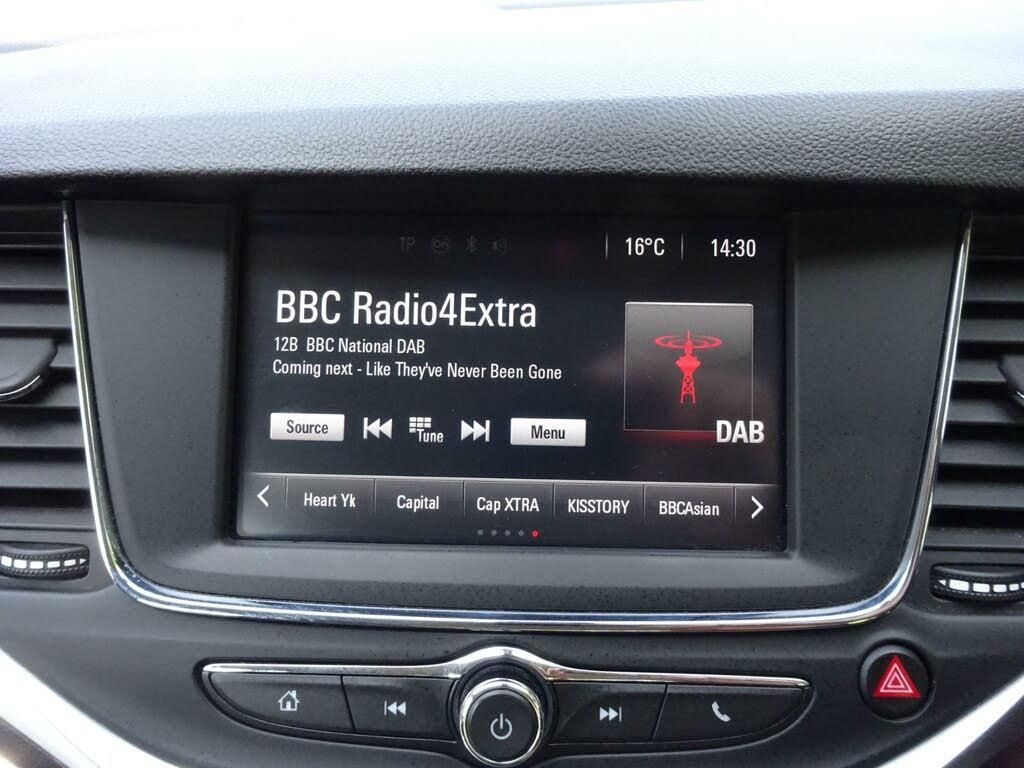 TP On
16°C 14:30
BBC Radio4Extra
12B BBC National DAB
Coming next - Like They've Never Been Gone
Source Tune Menu
DAB
Heart Yk Capital Cap XTRA KISSTORY BBCAsian